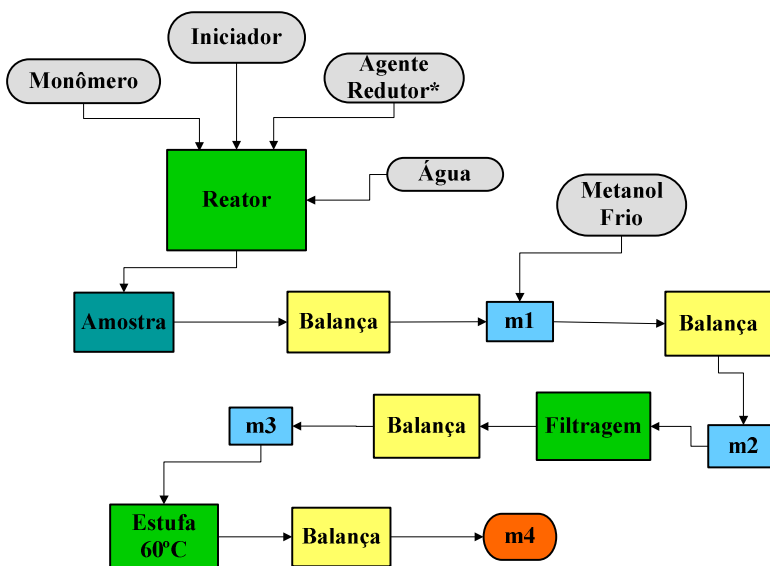 Iniciador
Monômero
Agente
Redutor*
Reator
Água
Metanol
Frio
Amostra
Balança
m1
Balança
m3
Balança
Filtragem
m2
Estufa
60ºC
Balança
m4